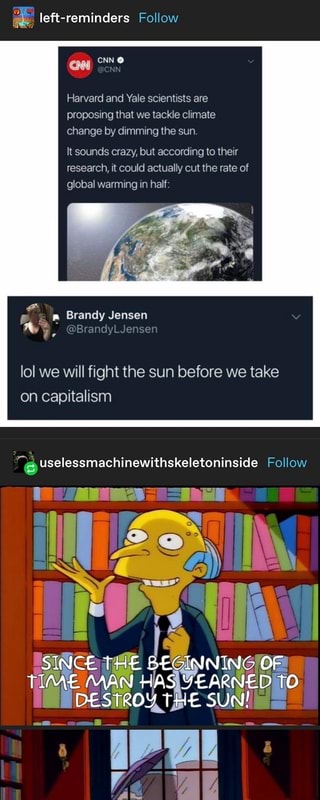 left-reminders Follow
CNN
CNN
@CNN
Harvard and Yale scientists are
proposing that we tackle climate
change by dimming the sun.
It sounds crazy, but according to their
research, it could actually cut the rate of
global warming in half:
Brandy Jensen
@BrandyLJensen
lol we will fight the sun before we take
on capitalism
uselessmachinewithskeletoninside Follow
SINCE THE BEGINNING OF
TIME MAN HAS YEARNED TO
DESTROY THE SUN!